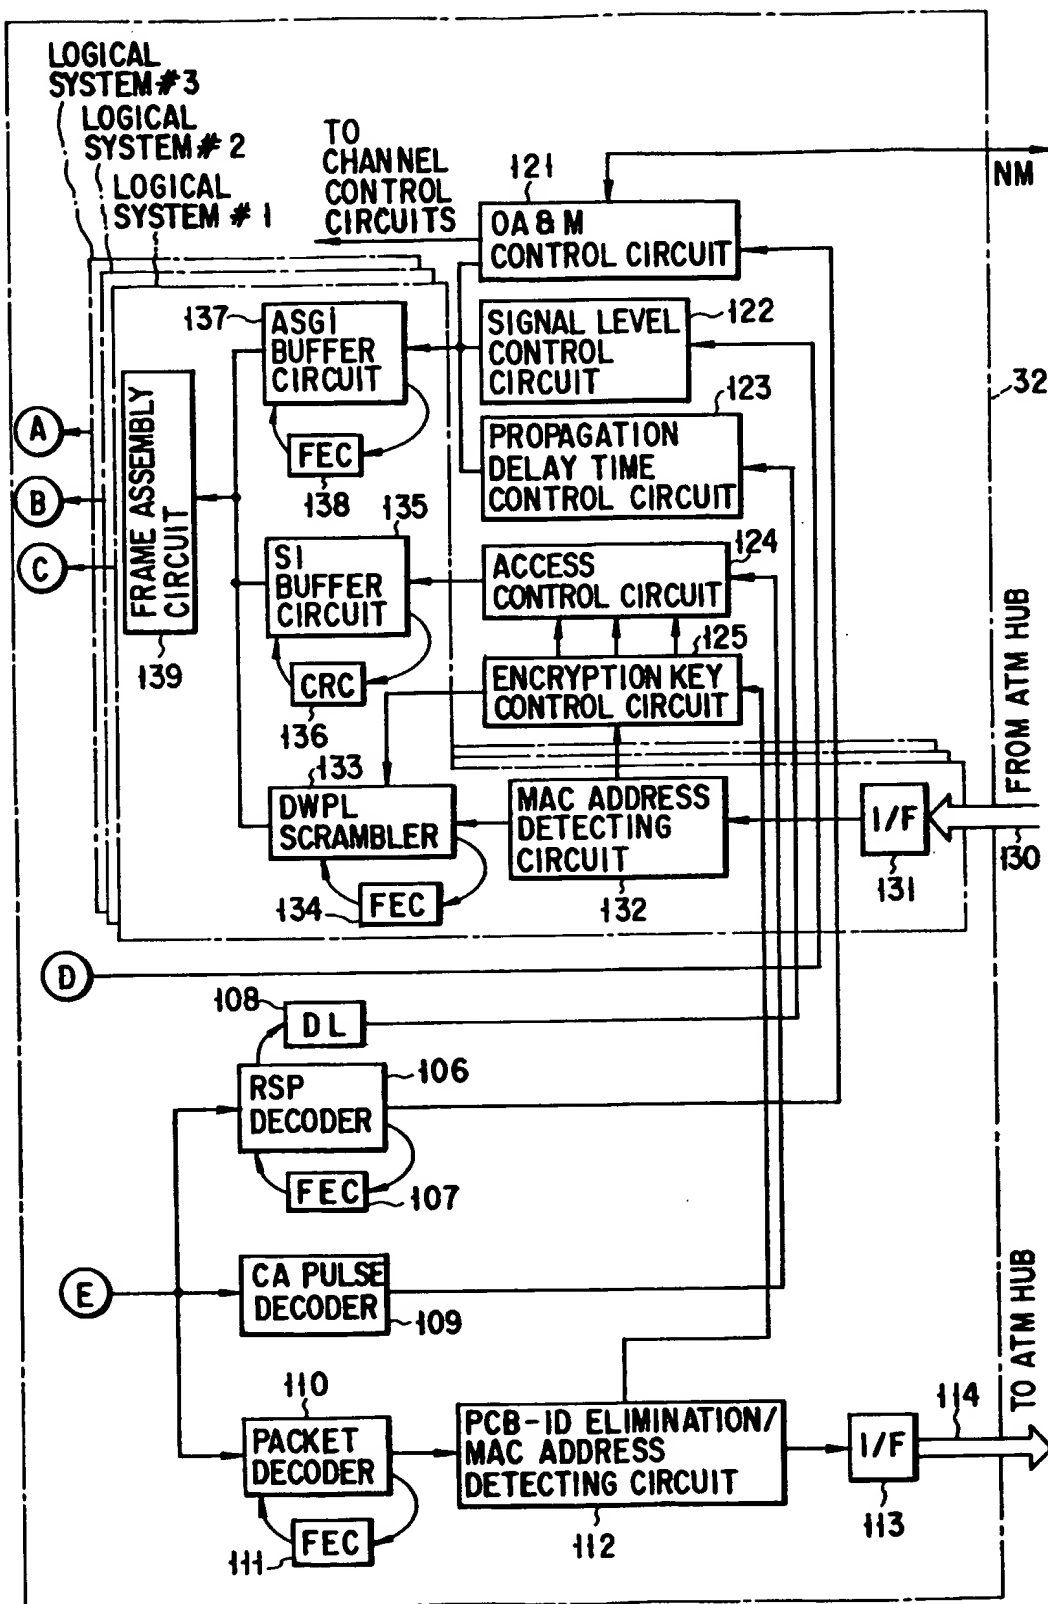 LOGICAL
SYSTEM #3
LOGICAL
SYSTEM # 2
LOGICAL
SYSTEM # 1
TO
CHANNEL
CONTROL
CIRCUITS
121
OA & M
CONTROL CIRCUIT
NM
137
ASGi
BUFFER
CIRCUIT
FEC
138
SIGNAL LEVEL
CONTROL
CIRCUIT
122
32
123
PROPAGATION
DELAY TIME
CONTROL CIRCUIT
A
B
C
FRAME ASSEMBLY
CIRCUIT
139
135
SI
BUFFER
CIRCUIT
CRC
136
124
ACCESS
CONTROL CIRCUIT
125
ENCRYPTION KEY
CONTROL CIRCUIT
FROM ATM HUB
133
DWPL
SCRAMBLER
134
FEC
MAC ADDRESS
DETECTING
CIRCUIT
132
I/F
131
130
D
108
DL
106
RSP
DECODER
FEC
107
E
CA PULSE
DECODER
109
TO ATM HUB
110
PACKET
DECODER
FEC
111
PCB-ID ELIMINATION/
MAC ADDRESS
DETECTING CIRCUIT
112
I/F
113
114